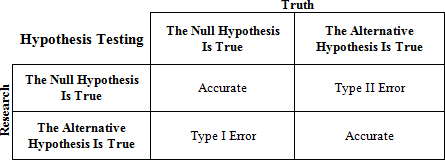 Truth
Hypothesis Testing
The Null Hypothesis
Is True
The Alternative
Hypothesis Is True
Research
The Null Hypothesis
Is True
Accurate
Type II Error
The Alternative
Hypothesis Is True
Type I Error
Accurate